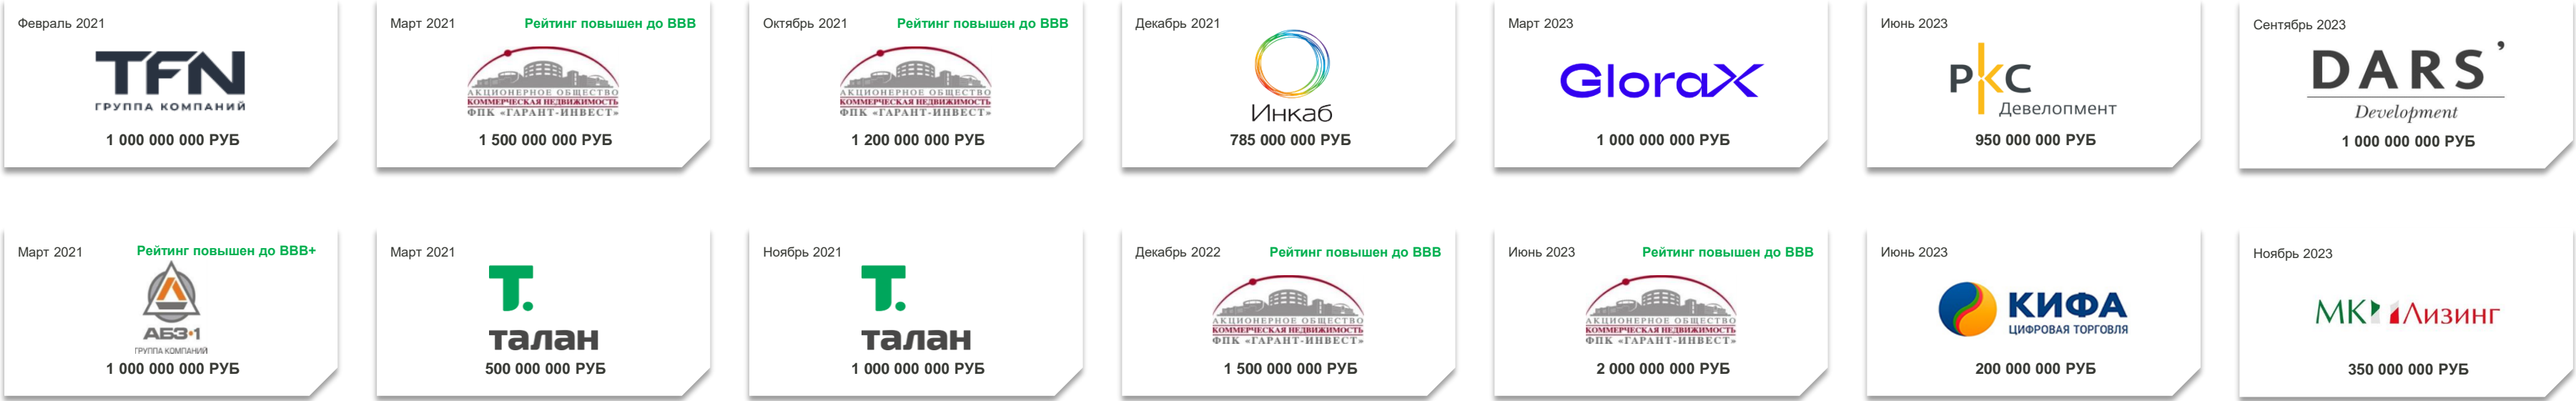 Февраль 2021
TFN
ГРУППА КОМПАНИЙ
1 000 000 000 РУБ
Март 2021
Рейтинг повышен до BBB
АКЦИОНЕРНОЕ ОБЩЕСТВО
КОММЕРЧЕСКАЯ НЕДВИЖИМОСТЬ
ФПК «ГАРАНТ-ИНВЕСТ»
1 500 000 000 РУБ
Октябрь 2021
Рейтинг повышен до BBB
АКЦИОНЕРНОЕ ОБЩЕСТВО
КОММЕРЧЕСКАЯ НЕДВИЖИМОСТЬ
ФПК «ГАРАНТ-ИНВЕСТ»
1 200 000 000 РУБ
Декабрь 2021
Инкаб
785 000 000 РУБ
Март 2023
GloraX
1 000 000 000 РУБ
Июнь 2023
РКС
Девелопмент
950 000 000 РУБ
Сентябрь 2023
DARS’
Development
1 000 000 000 РУБ
Март 2021
Рейтинг повышен до BBB+
АБЗ•1
ГРУППА КОМПАНИЙ
1 000 000 000 РУБ
Март 2021
Т.
талан
500 000 000 РУБ
Ноябрь 2021
Т.
талан
1 000 000 000 РУБ
Декабрь 2022
Рейтинг повышен до BBB
АКЦИОНЕРНОЕ ОБЩЕСТВО
КОММЕРЧЕСКАЯ НЕДВИЖИМОСТЬ
ФПК «ГАРАНТ-ИНВЕСТ»
1 500 000 000 РУБ
Июнь 2023
Рейтинг повышен до BBB
АКЦИОНЕРНОЕ ОБЩЕСТВО
КОММЕРЧЕСКАЯ НЕДВИЖИМОСТЬ
ФПК «ГАРАНТ-ИНВЕСТ»
2 000 000 000 РУБ
Июнь 2023
КИФА
ЦИФРОВАЯ ТОРГОВЛЯ
200 000 000 РУБ
Ноябрь 2023
МК Лизинг
350 000 000 РУБ